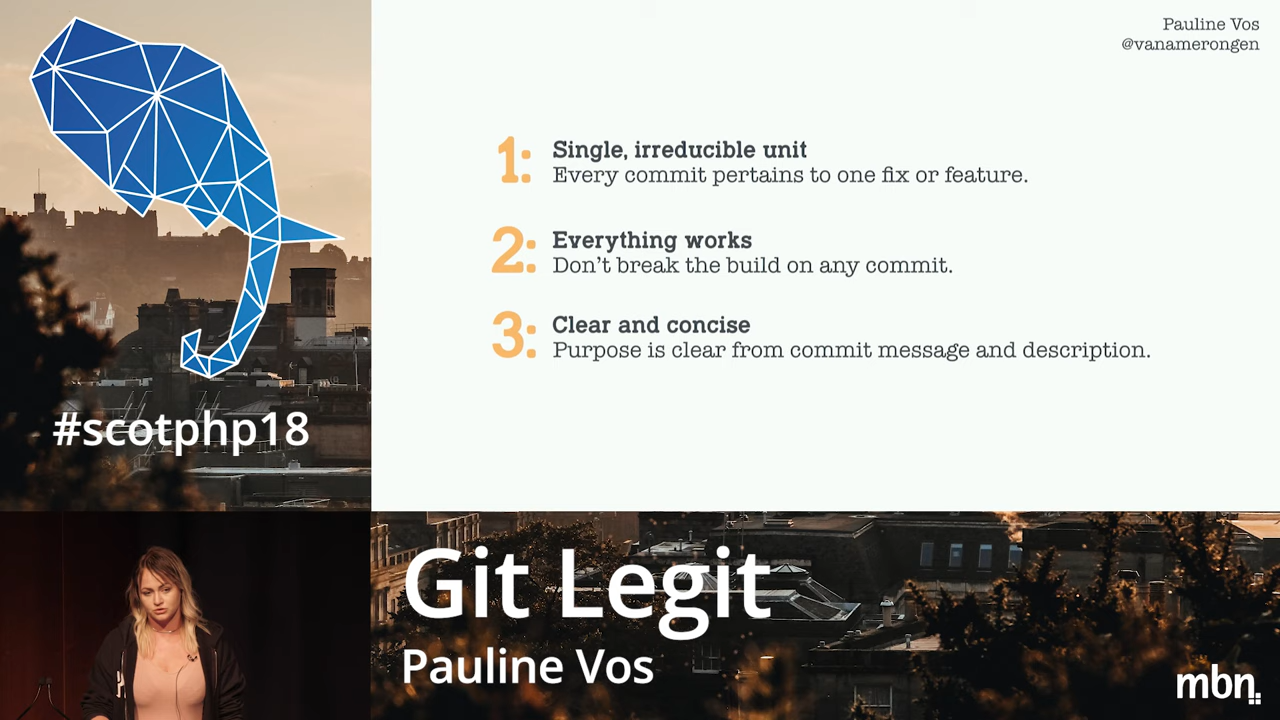 Pauline Vos
@vanamerongen
1: Single, irreducible unit
Every commit pertains to one fix or feature.
2: Everything works
Don’t break the build on any commit.
3: Clear and concise
Purpose is clear from commit message and description.
#scotphp18
Git Legit
Pauline Vos
mbn